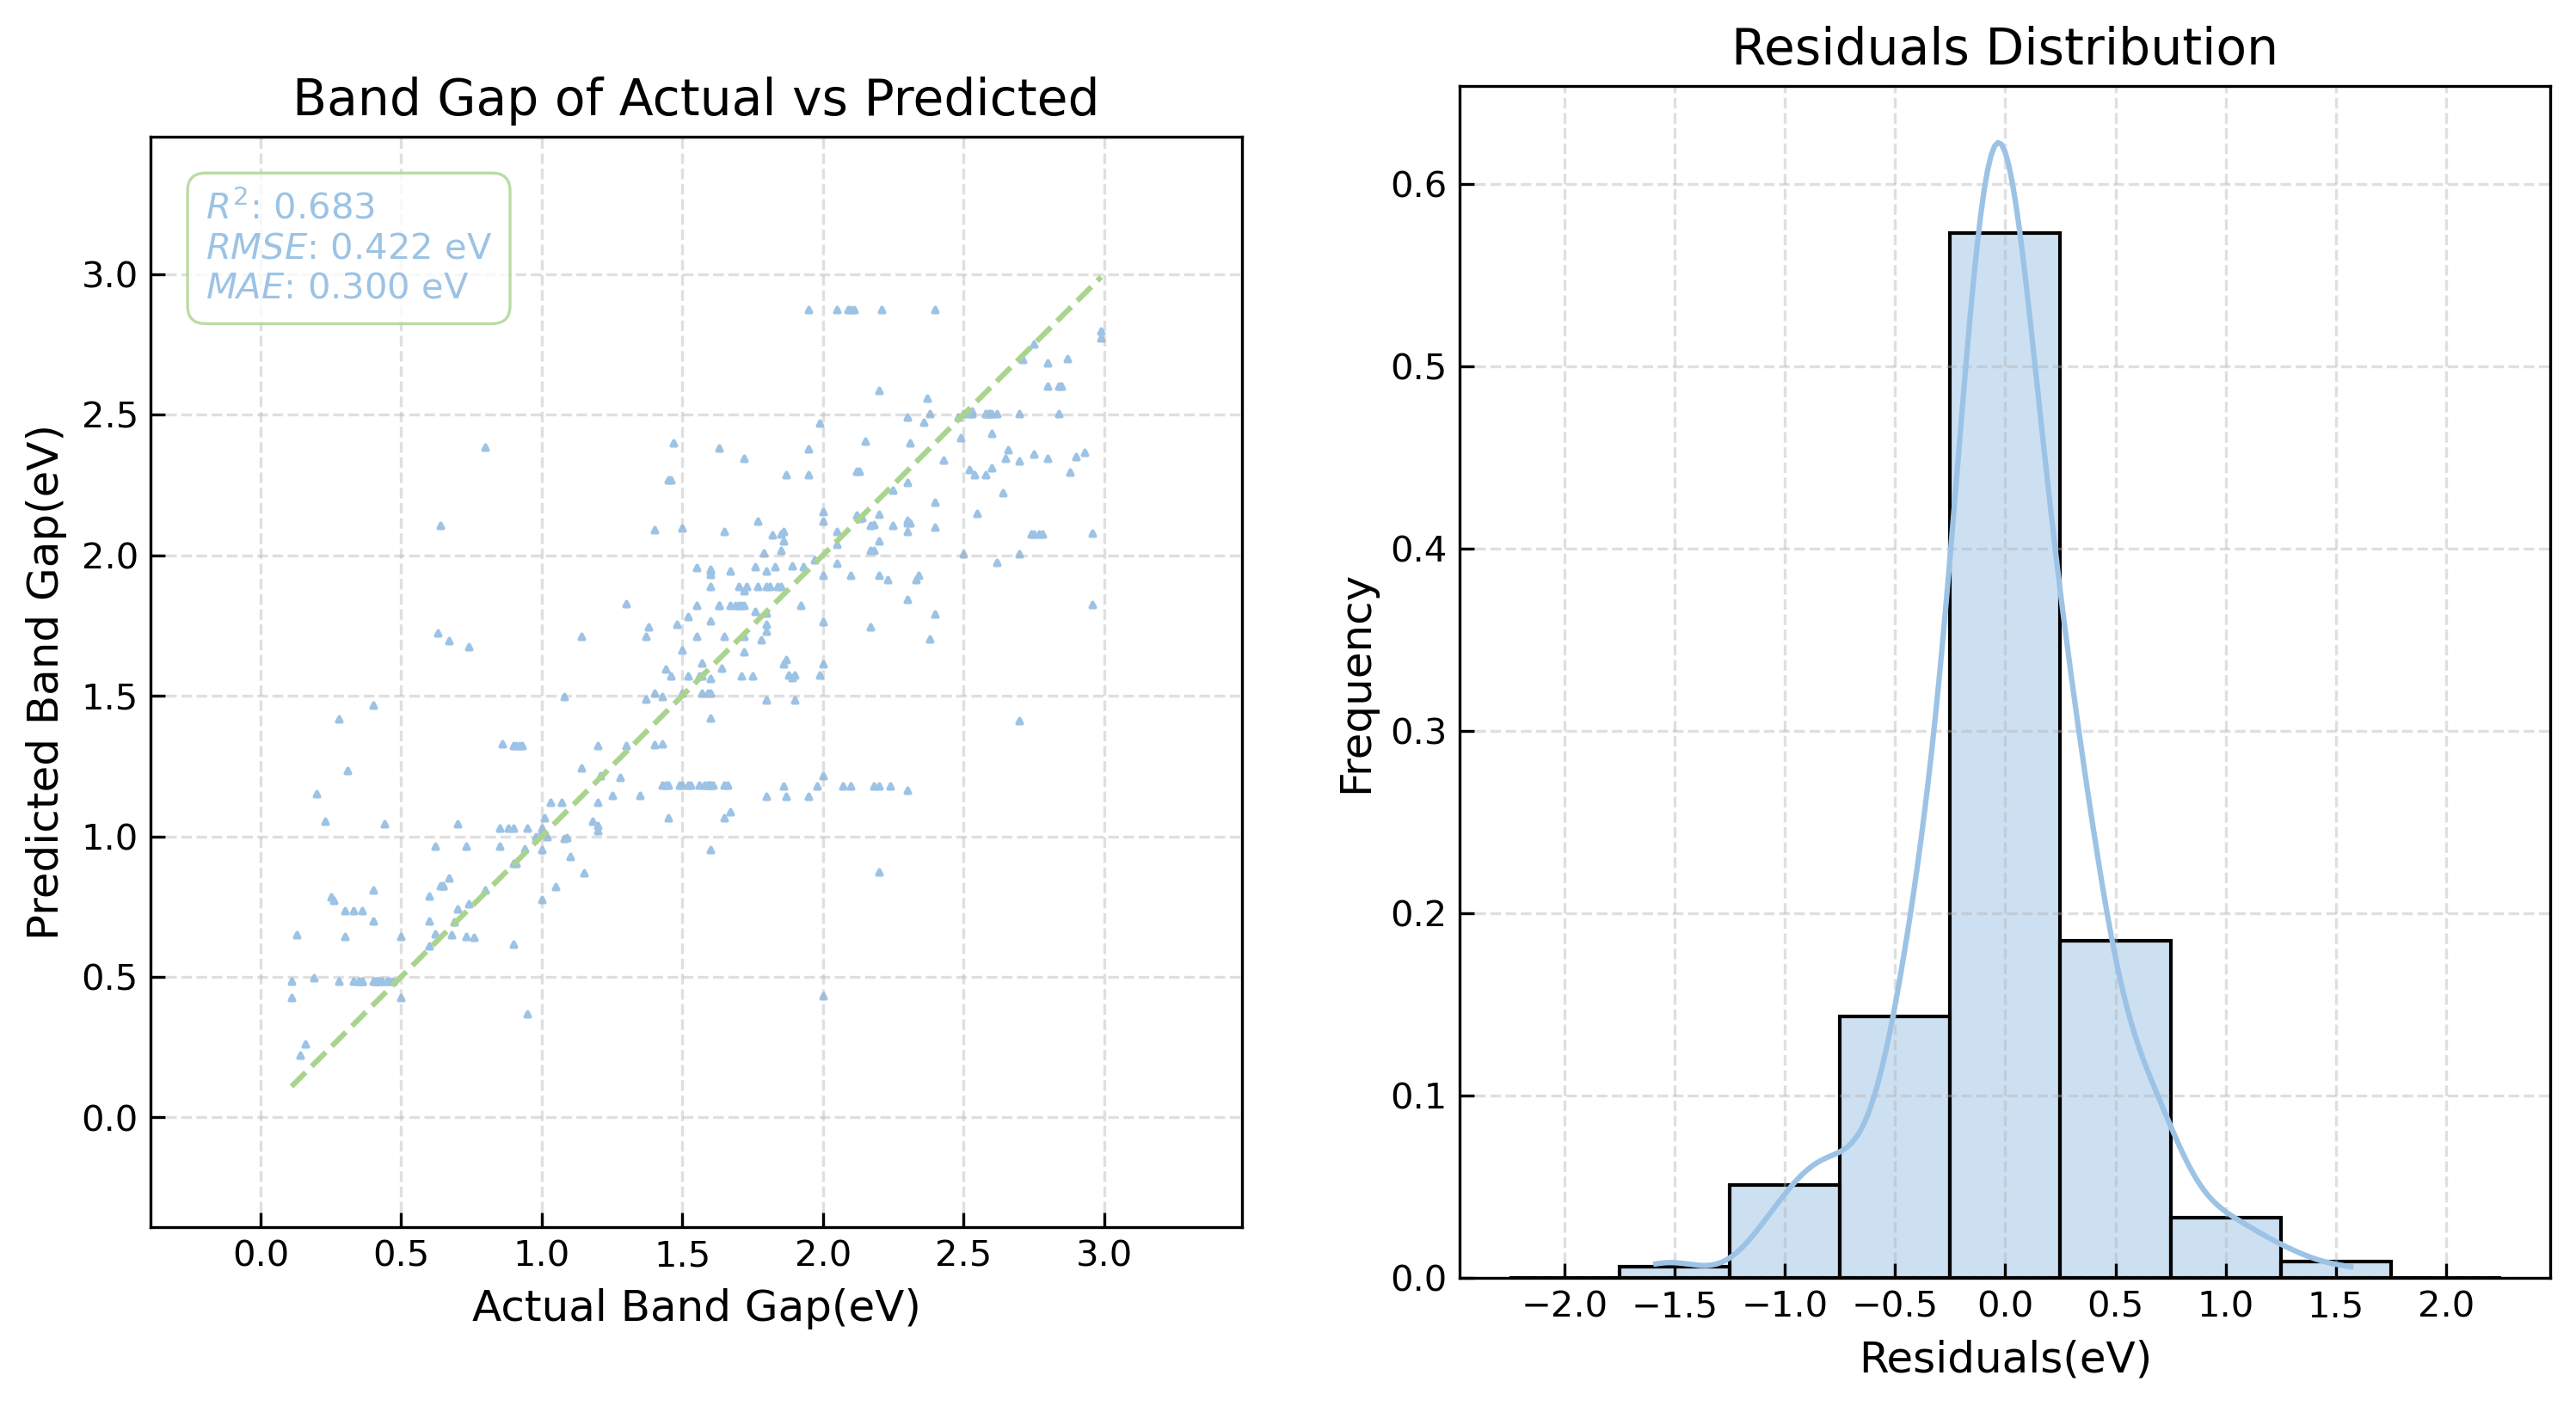 Band Gap of Actual vs Predicted
R²: 0.683
RMSE: 0.422 eV
MAE: 0.300 eV
3.0
2.5
2.0
1.5
1.0
0.5
0.0
Predicted Band Gap(eV)
0.0 0.5 1.0 1.5 2.0 2.5 3.0
Actual Band Gap(eV)
Residuals Distribution
0.6
0.5
0.4
0.3
0.2
0.1
0.0
Frequency
−2.0 −1.5 −1.0 −0.5 0.0 0.5 1.0 1.5 2.0
Residuals(eV)